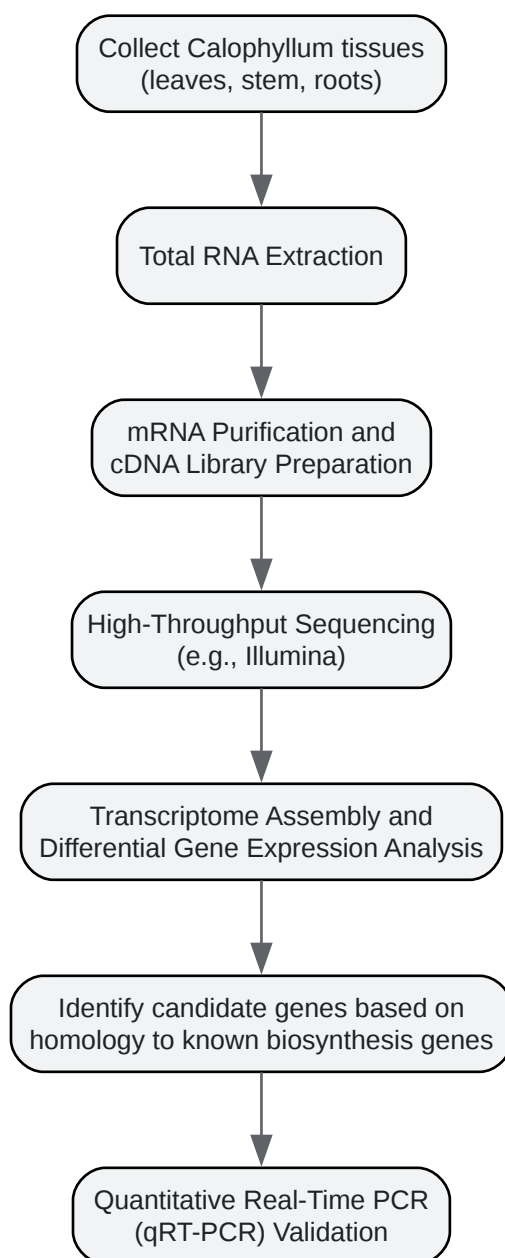 Collect Calophyllum tissues
(leaves, stem, roots)
Total RNA Extraction
mRNA Purification and
cDNA Library Preparation
High-Throughput Sequencing
(e.g., Illumina)
Transcriptome Assembly and
Differential Gene Expression Analysis
Identify candidate genes based on
homology to known biosynthesis genes
Quantitative Real-Time PCR
(qRT-PCR) Validation